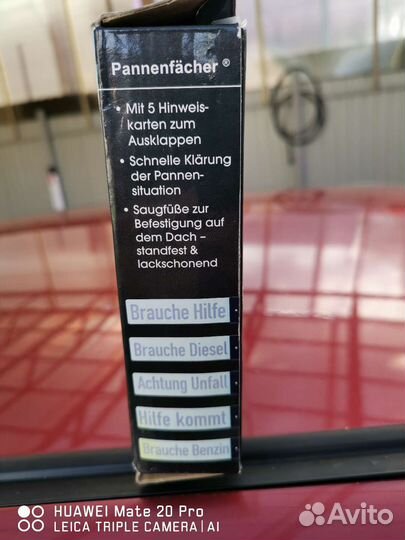 Pannenfächer ®
• Mit 5 Hinweis-
karten zum
Ausklappen
• Schnelle Klärung
der Pannen-
situation
• Saugfüße zur
Befestigung auf
dem Dach –
standfest &
lackschonend
Brauche Hilfe
Brauche Diesel
Achtung Unfall
Hilfe kommt
Brauche Benzin
HUAWEI Mate 20 Pro
LEICA TRIPLE CAMERA | AI
Avito